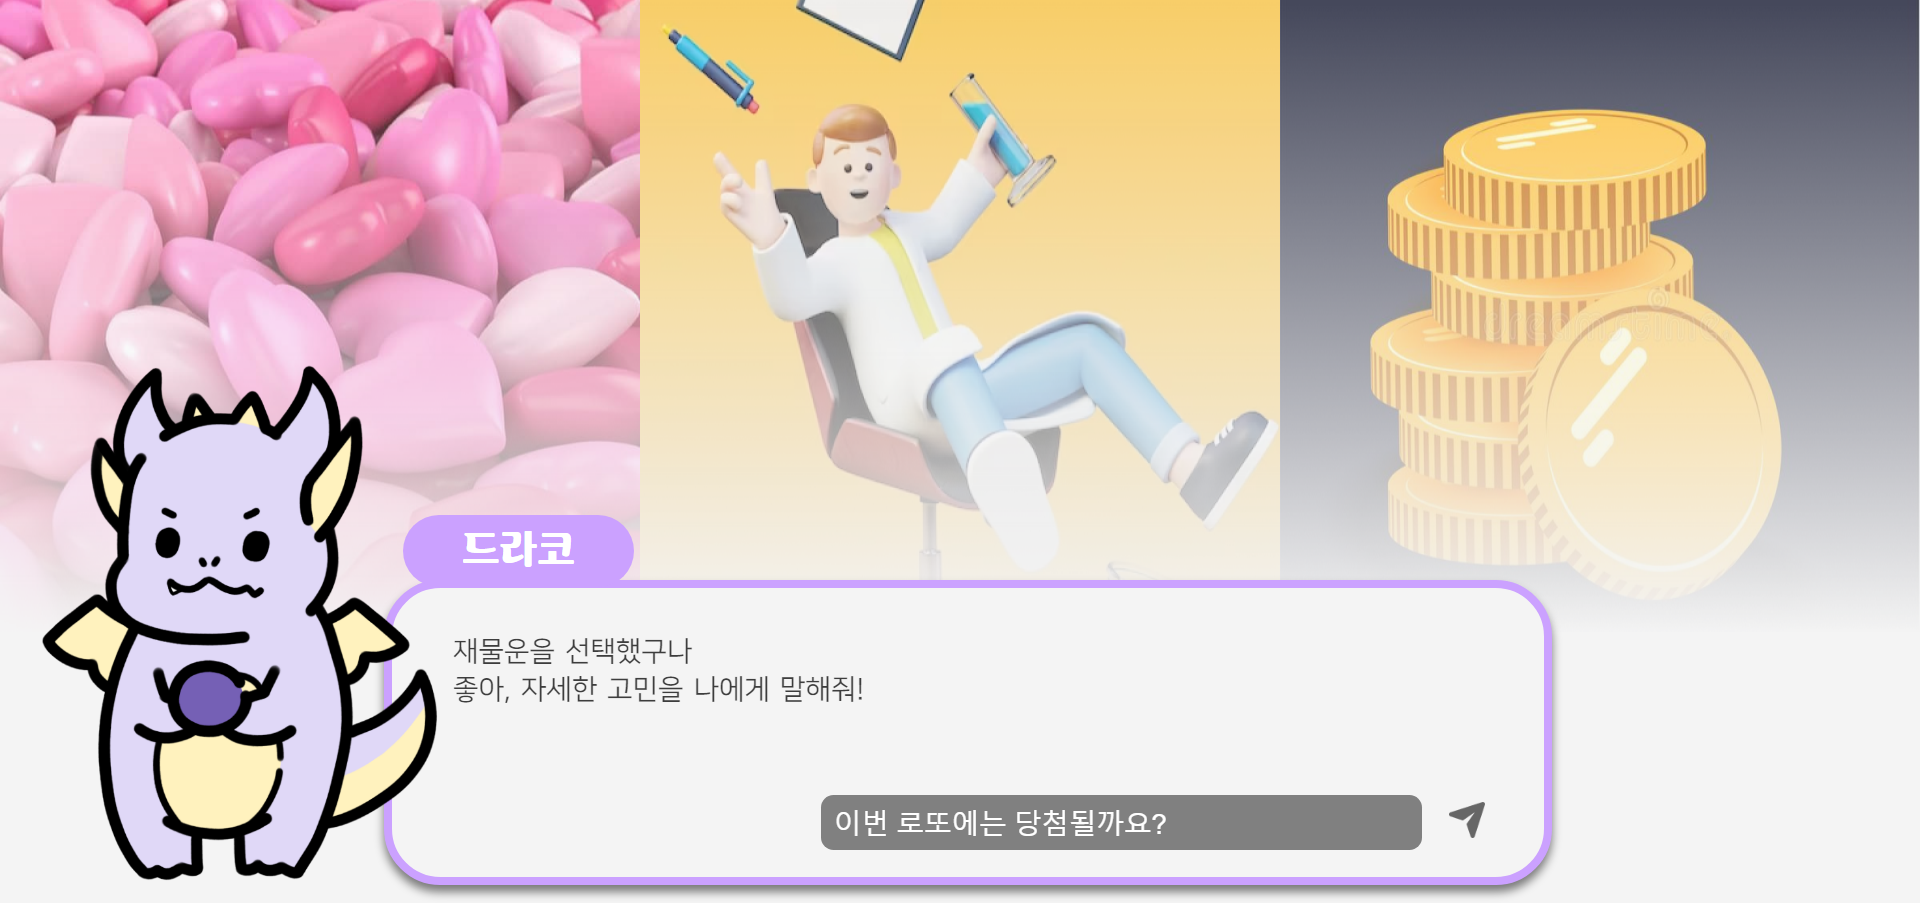 드라코
재물운을 선택했구나
좋아, 자세한 고민을 나에게 말해줘!
이번 로또에는 당첨될까요?